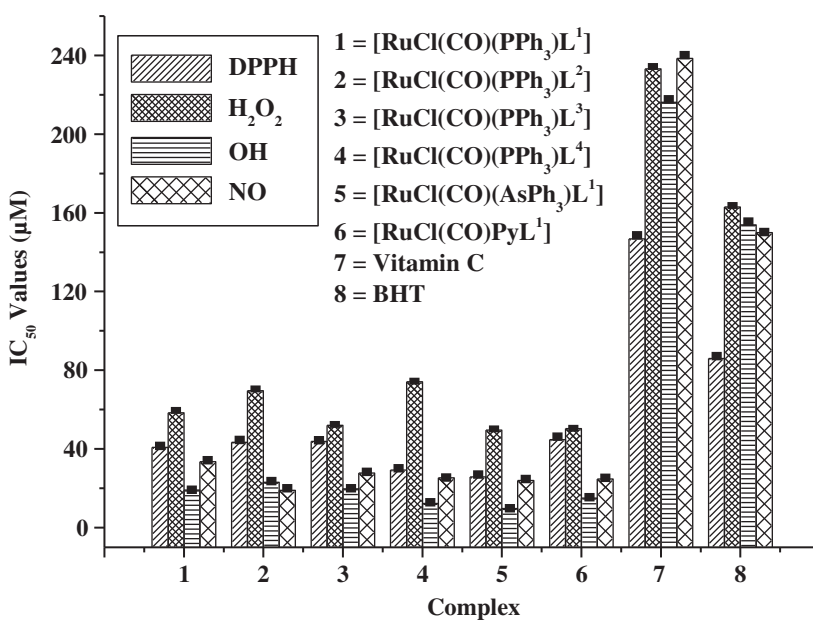 240
200
160
120
80
40
0
IC₅₀ Values (µM)
DPPH
H₂O₂
OH
NO
1 = [RuCl(CO)(PPh₃)L¹]
2 = [RuCl(CO)(PPh₃)L²]
3 = [RuCl(CO)(PPh₃)L³]
4 = [RuCl(CO)(PPh₃)L⁴]
5 = [RuCl(CO)(AsPh₃)L¹]
6 = [RuCl(CO)PyL¹]
7 = Vitamin C
8 = BHT
1 2 3 4 5 6 7 8
Complex